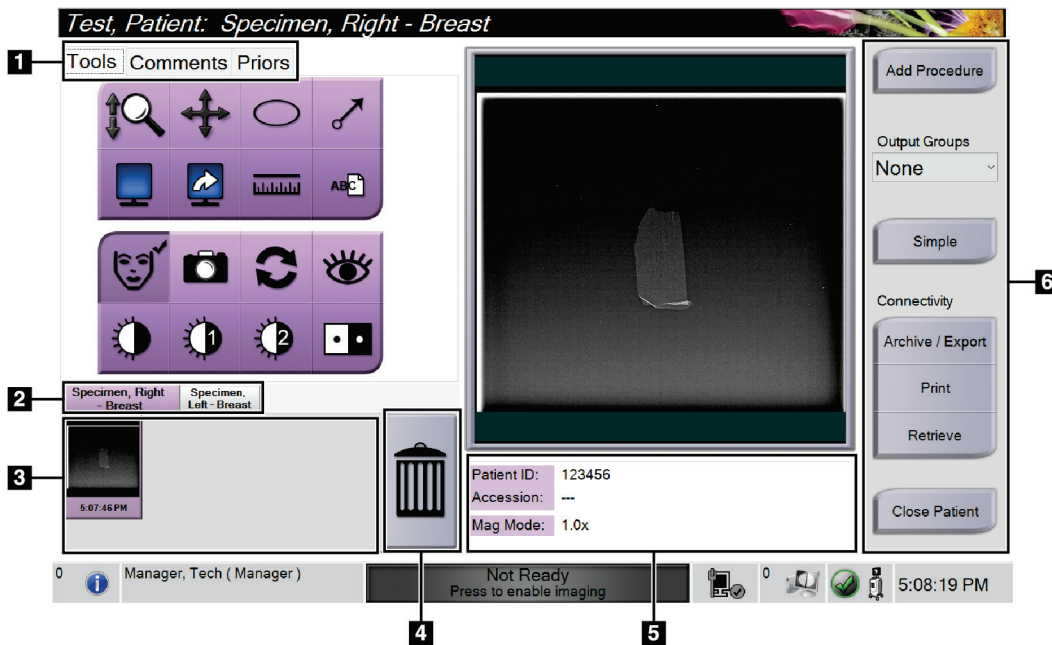 Test, Patient: Specimen, Right - Breast
1
Tools Comments Priors
ABC
1 2
2
Specimen, Right - Breast
Specimen, Left - Breast
3
5:07:46 PM
4
Patient ID: 123456
Accession: ---
Mag Mode: 1.0x
5
Add Procedure
Output Groups
None
Simple
Connectivity
Archive / Export
Print
Retrieve
Close Patient
6
0
Manager, Tech ( Manager )
Not Ready
Press to enable imaging
0
5:08:19 PM